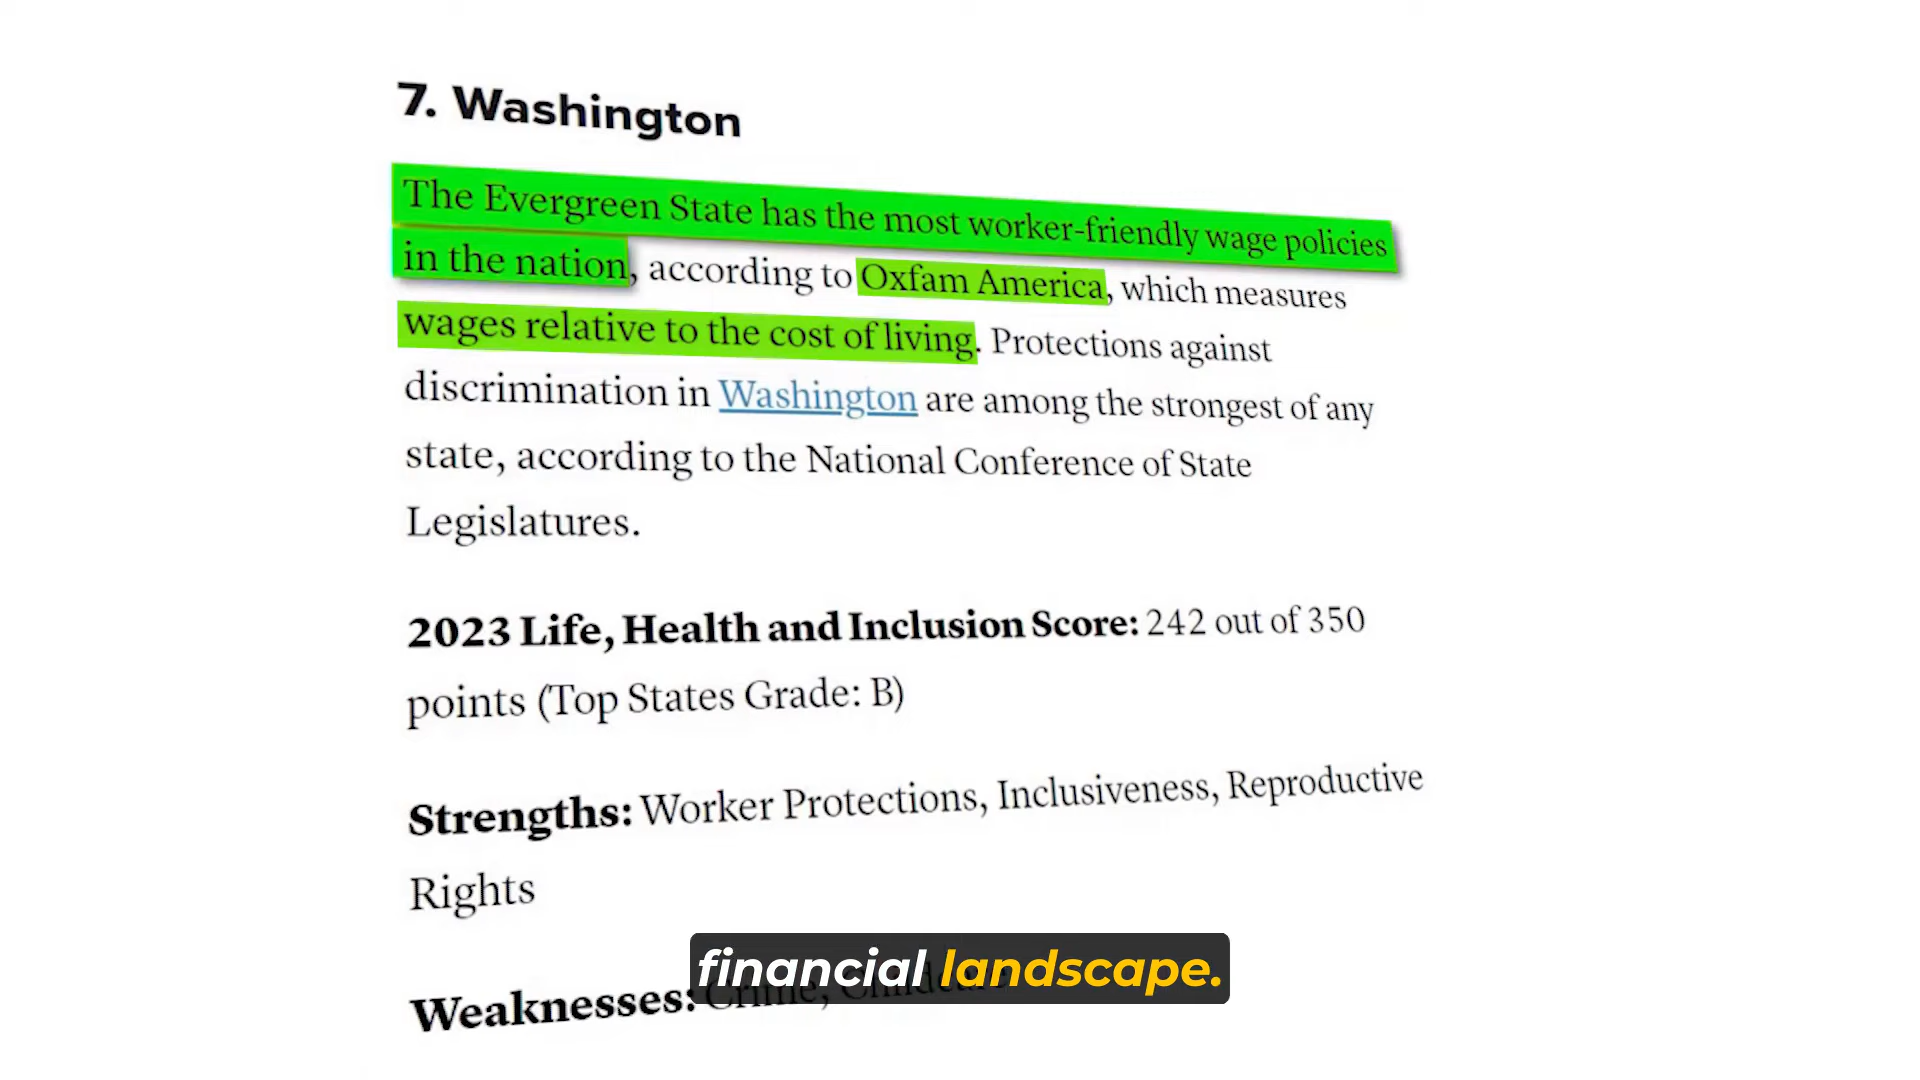 7. Washington
The Evergreen State has the most worker-friendly wage policies
in the nation, according to Oxfam America, which measures
wages relative to the cost of living. Protections against
discrimination in Washington are among the strongest of any
state, according to the National Conference of State
Legislatures.
2023 Life, Health and Inclusion Score: 242 out of 350
points (Top States Grade: B)
Strengths: Worker Protections, Inclusiveness, Reproductive
Rights
Weaknesses: Crime, Childcare
financial landscape.